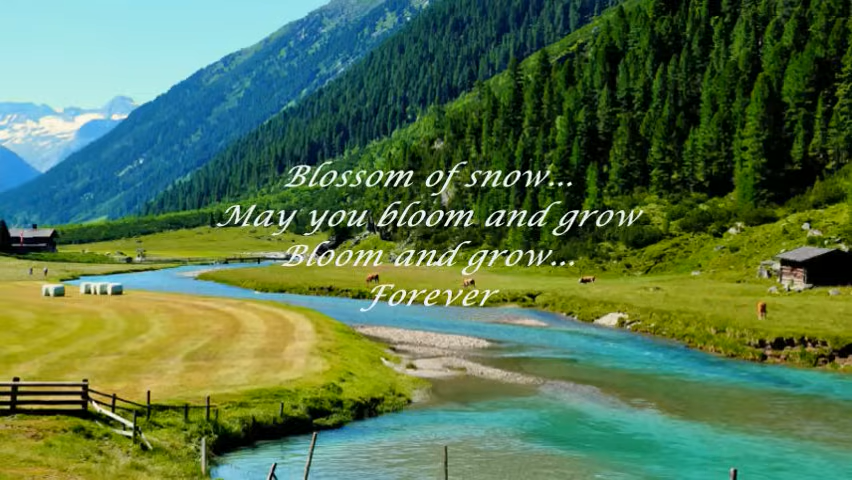 Blossom of snow...
May you bloom and grow
Bloom and grow...
Forever